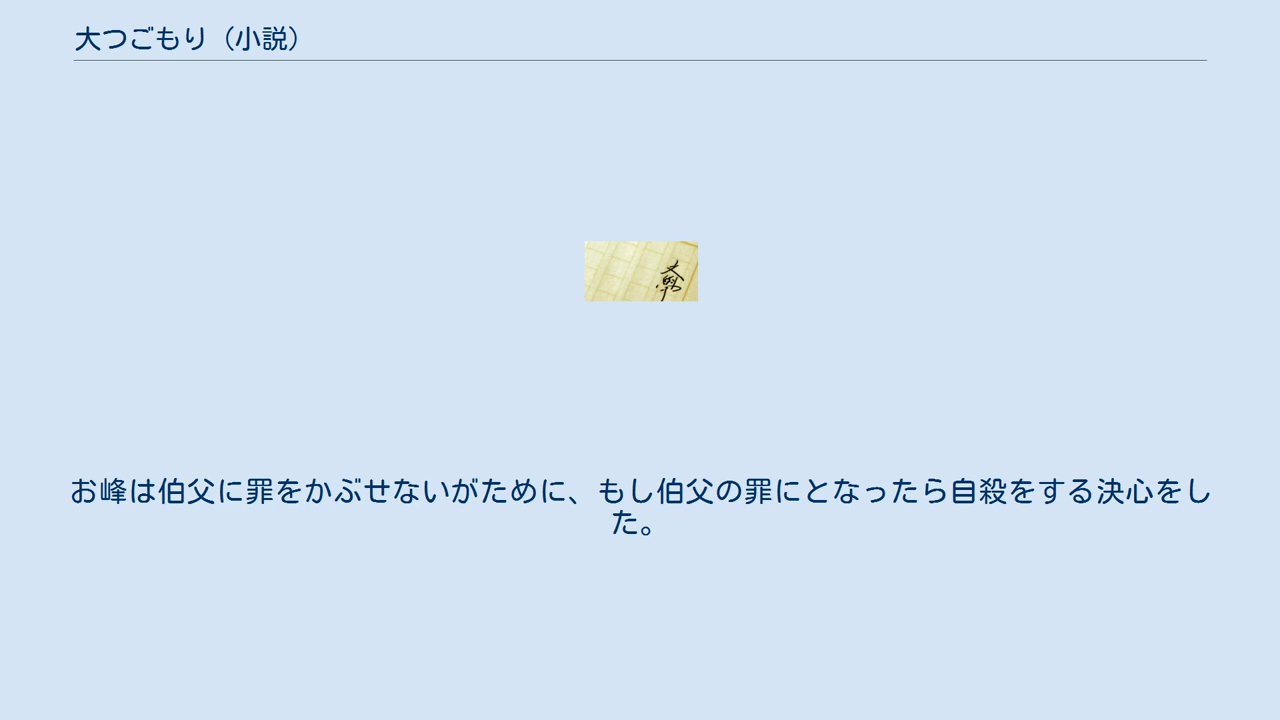 大つごもり（小説）
お峰は伯父に罪をかぶせないがために、もし伯父の罪にとなったら自殺をする決心をし
た。